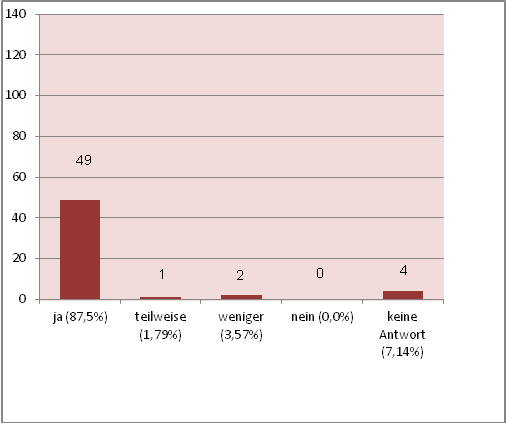 140
120
100
80
60
40
20
0
49
1
2
0
4
ja (87,5%)
teilweise
(1,79%)
weniger
(3,57%)
nein (0,0%)
keine
Antwort
(7,14%)